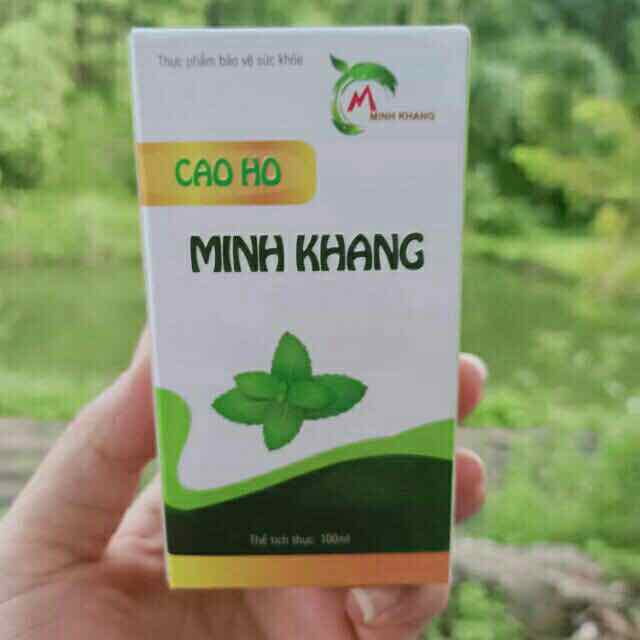 Thực phẩm bảo vệ sức khỏe
M
MINH KHANG
CAO HO
MINH KHANG
Thể tích thực: 100ml